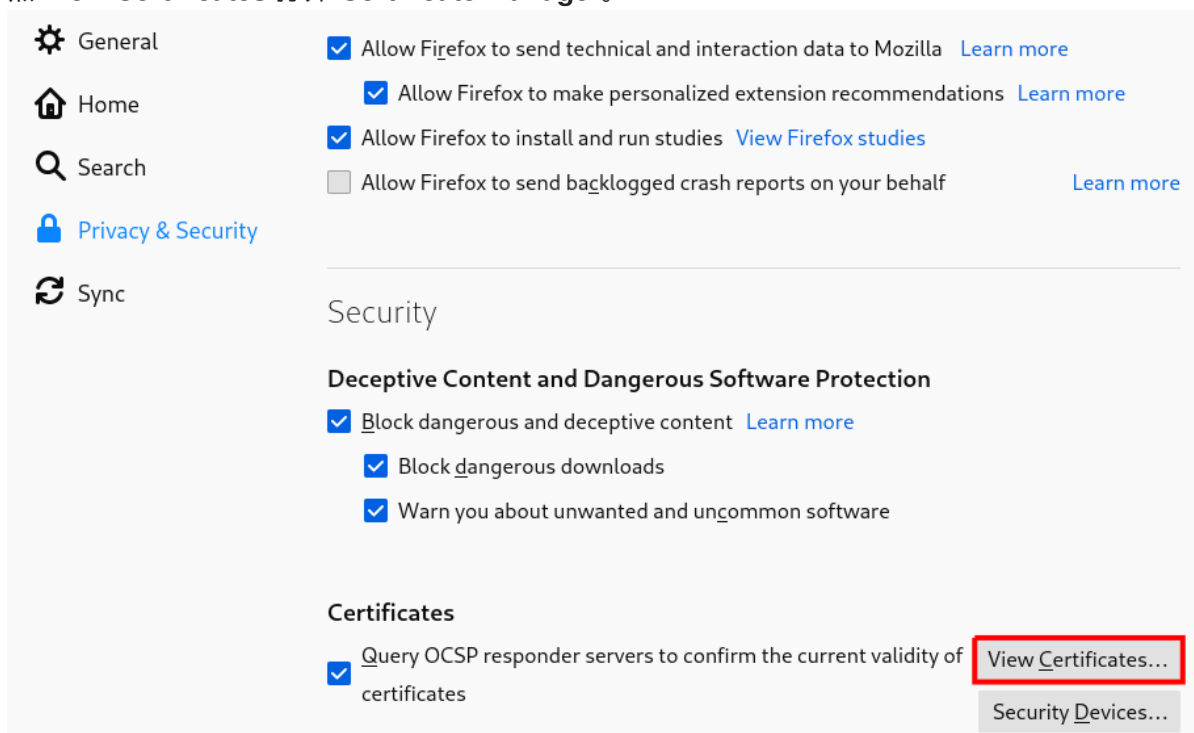 General
Home
Search
Privacy & Security
Sync
Allow Firefox to send technical and interaction data to Mozilla Learn more
Allow Firefox to make personalized extension recommendations Learn more
Allow Firefox to install and run studies View Firefox studies
Allow Firefox to send backlogged crash reports on your behalf Learn more
Security
Deceptive Content and Dangerous Software Protection
Block dangerous and deceptive content Learn more
Block dangerous downloads
Warn you about unwanted and uncommon software
Certificates
Query OCSP responder servers to confirm the current validity of
certificates
View Certificates...
Security Devices...